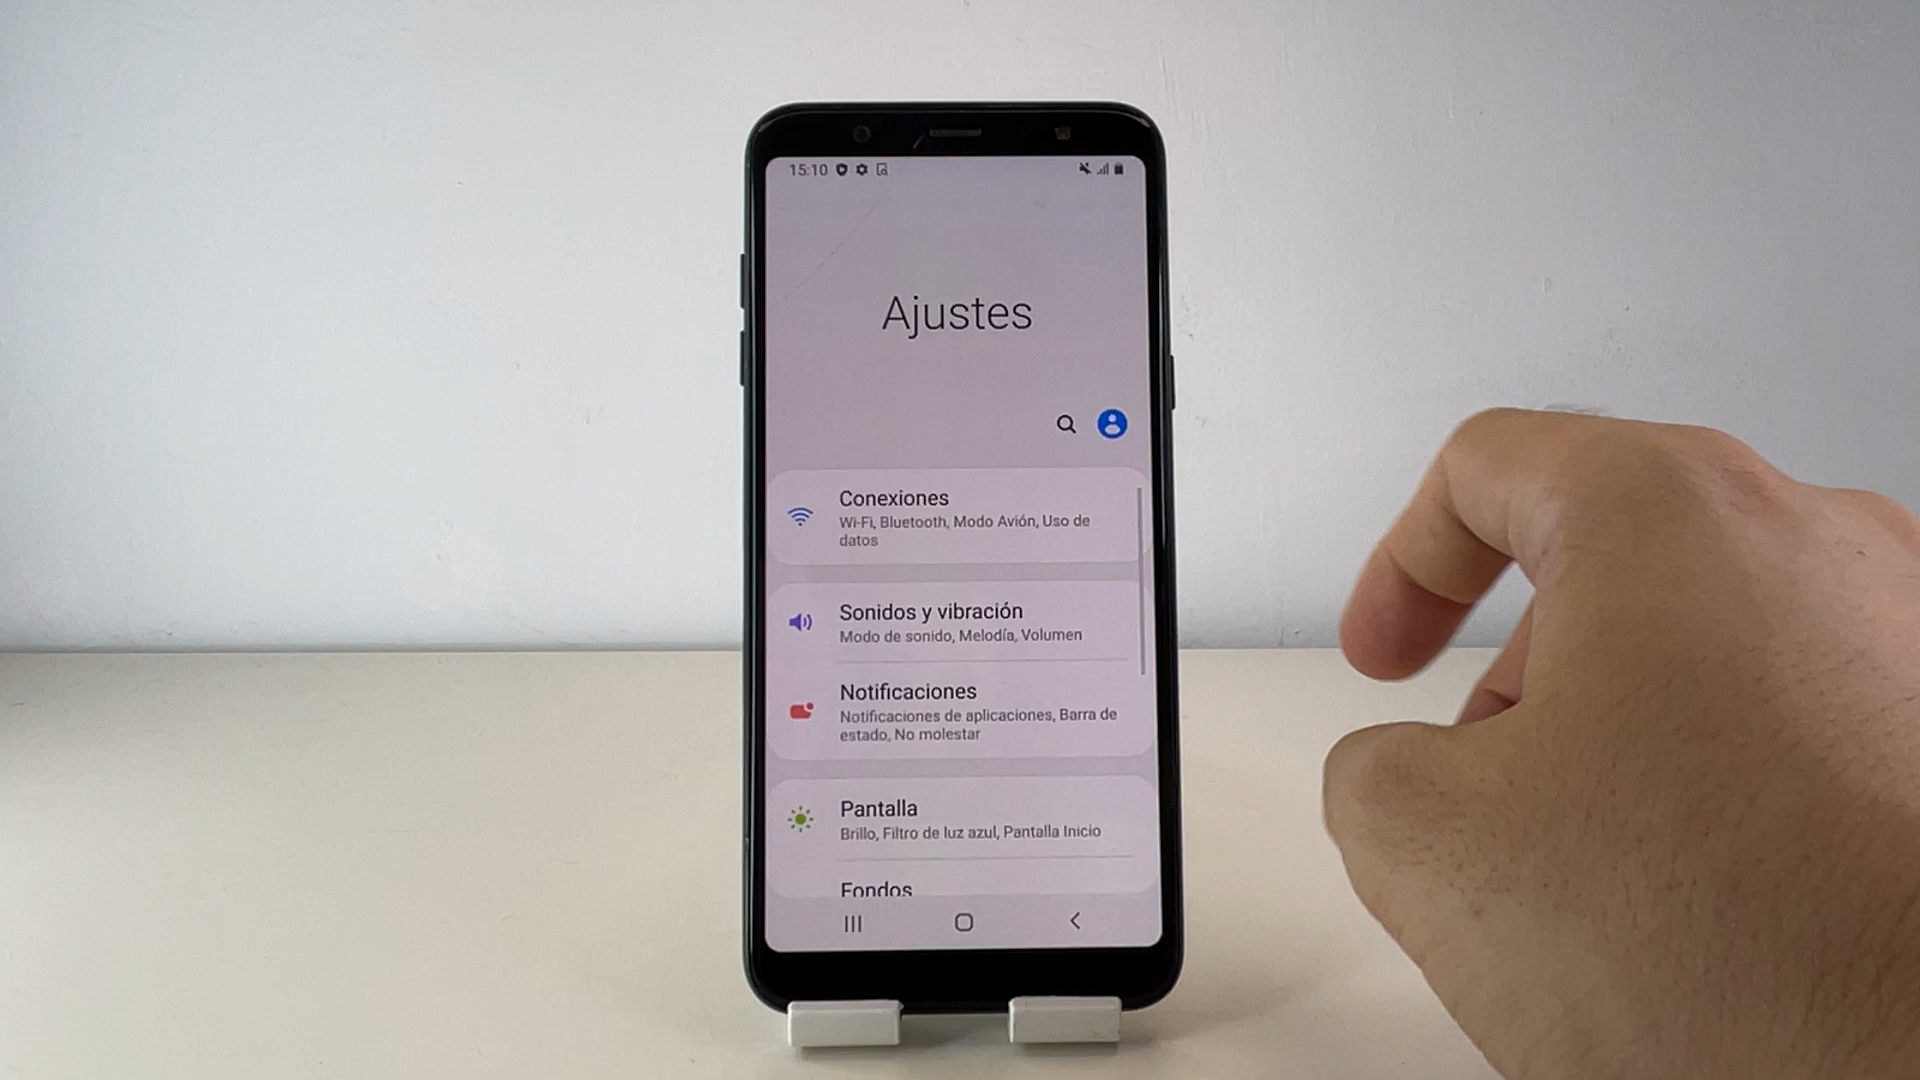 15:10
Ajustes
Conexiones
Wi-Fi, Bluetooth, Modo Avión, Uso de
datos
Sonidos y vibración
Modo de sonido, Melodía, Volumen
Notificaciones
Notificaciones de aplicaciones, Barra de
estado, No molestar
Pantalla
Brillo, Filtro de luz azul, Pantalla Inicio
Fondos